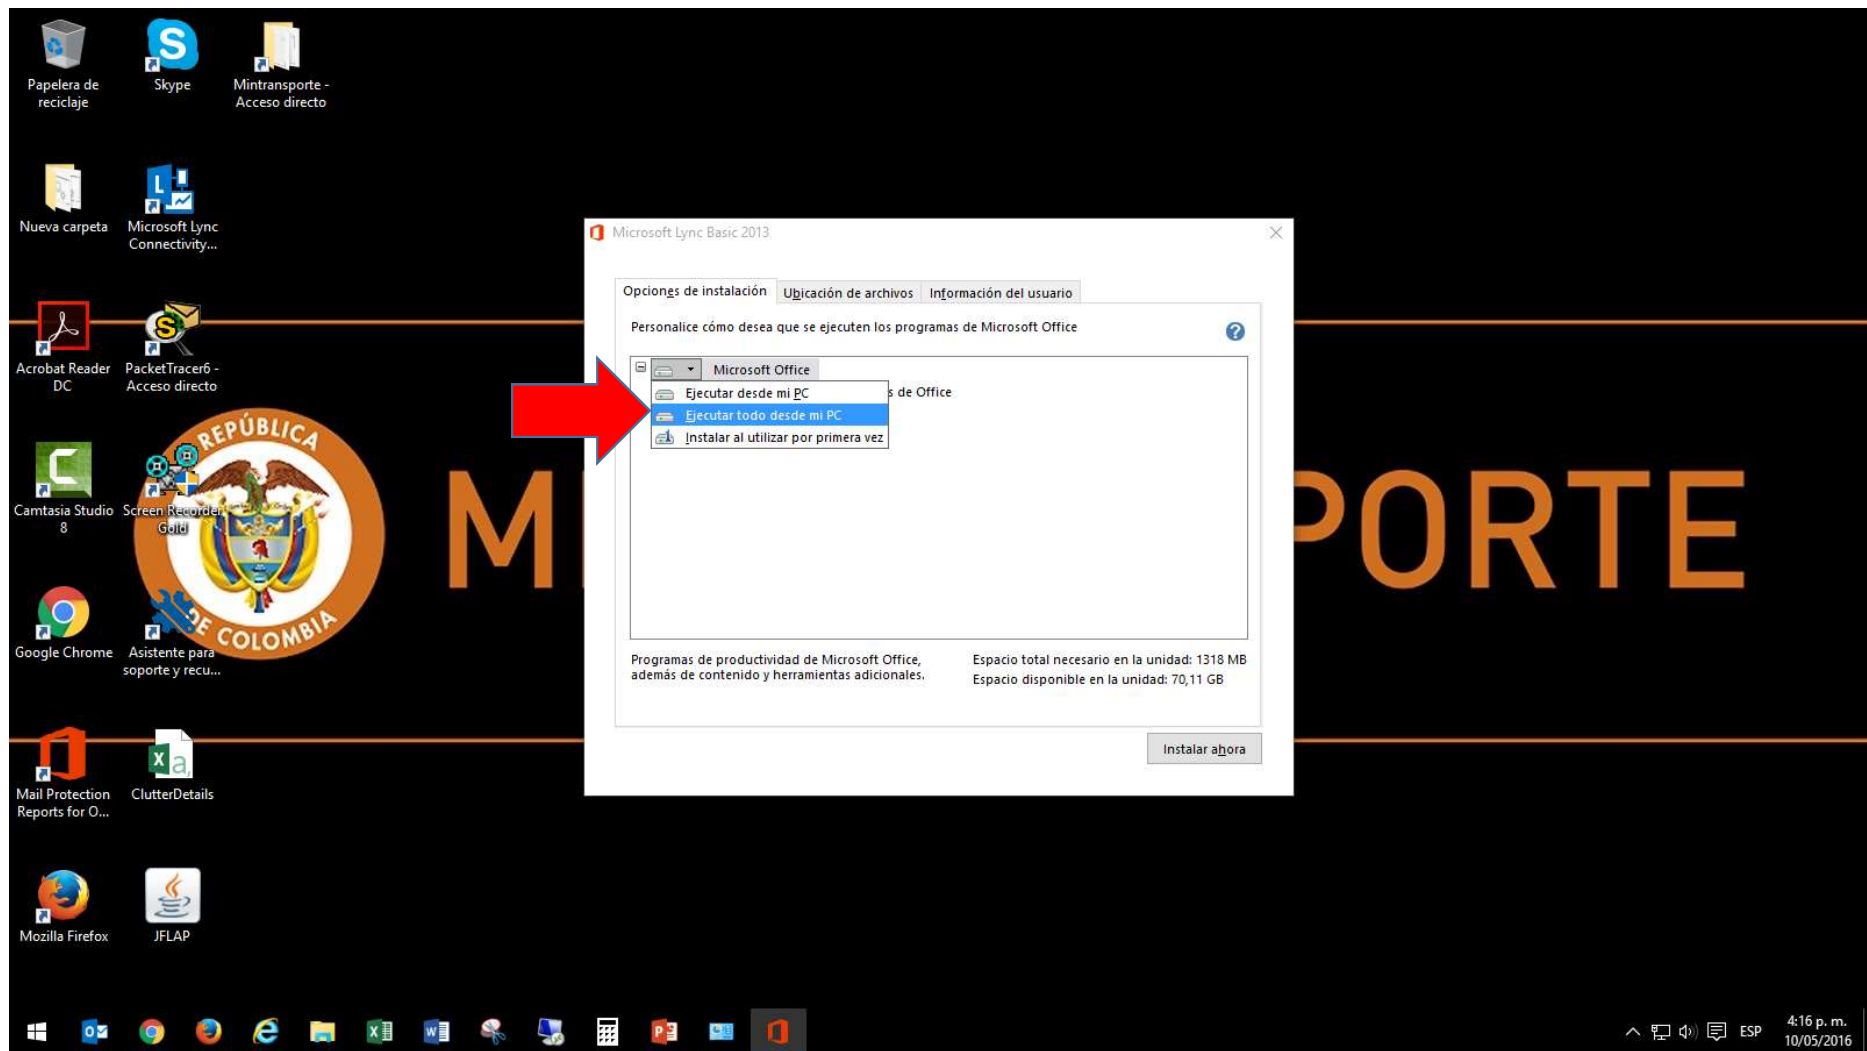 Papelera de
reciclaje
Skype
Mintransporte -
Acceso directo
Nueva carpeta
Microsoft Lync
Connectivity...
Acrobat Reader
DC
PacketTracer6 -
Acceso directo
Camtasia Studio
8
Screen Recorder
Gold
Google Chrome
Asistente para
soporte y recu...
Mail Protection
Reports for O...
ClutterDetails
Mozilla Firefox
JFLAP
REPÚBLICA
DE COLOMBIA
M
PORTE
Microsoft Lync Basic 2013
Opciones de instalación
Ubicación de archivos
Información del usuario
Personalice cómo desea que se ejecuten los programas de Microsoft Office
Microsoft Office
s de Office
Ejecutar desde mi PC
Ejecutar todo desde mi PC
Instalar al utilizar por primera vez
Programas de productividad de Microsoft Office,
además de contenido y herramientas adicionales.
Espacio total necesario en la unidad: 1318 MB
Espacio disponible en la unidad: 70,11 GB
Instalar ahora
ESP
4:16 p. m.
10/05/2016